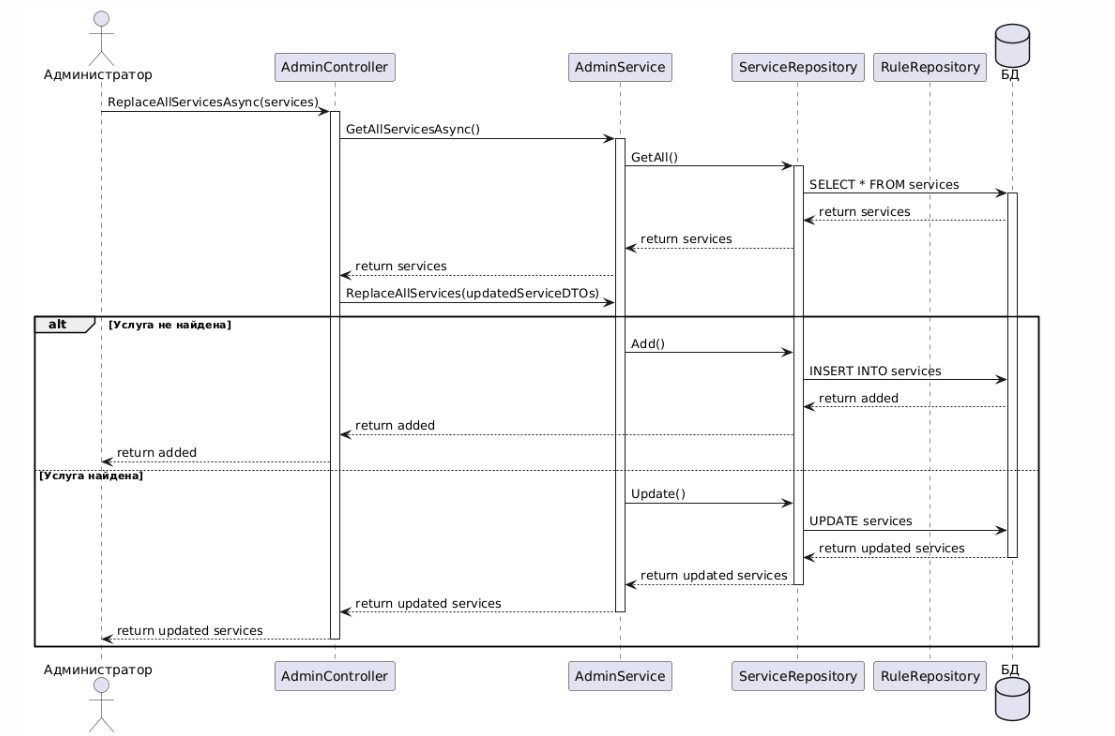 Администратор
AdminController
AdminService
ServiceRepository
RuleRepository
БД
ReplaceAllServicesAsync(services)
GetAllServicesAsync()
GetAll()
SELECT * FROM services
return services
return services
return services
ReplaceAllServices(updatedServiceDTOs)
alt
[Услуга не найдена]
Add()
INSERT INTO services
return added
return added
return added
[Услуга найдена]
Update()
UPDATE services
return updated services
return updated services
return updated services
return updated services
Администратор
AdminController
AdminService
ServiceRepository
RuleRepository
БД